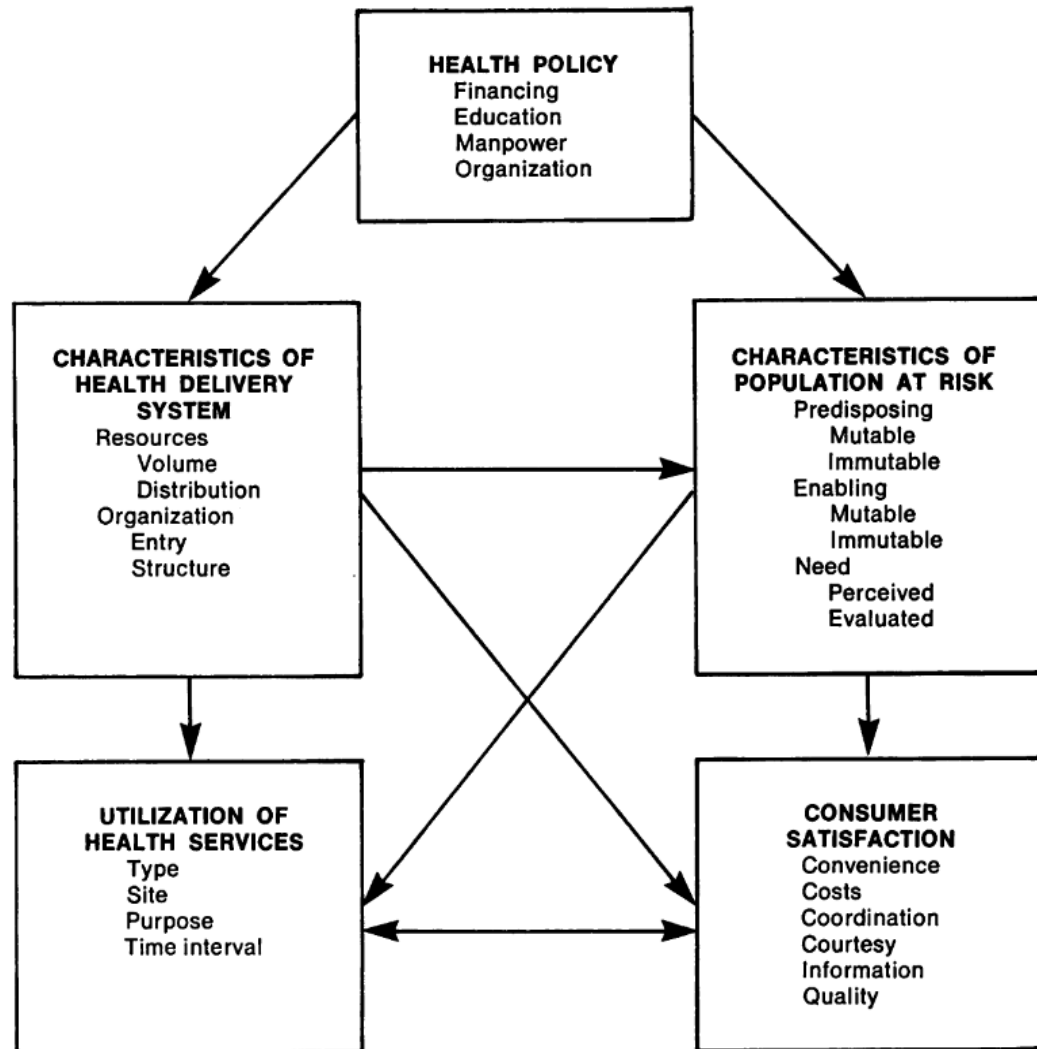 HEALTH POLICY
Financing
Education
Manpower
Organization
CHARACTERISTICS OF
HEALTH DELIVERY
SYSTEM
Resources
Volume
Distribution
Organization
Entry
Structure
CHARACTERISTICS OF
POPULATION AT RISK
Predisposing
Mutable
Immutable
Enabling
Mutable
Immutable
Need
Perceived
Evaluated
UTILIZATION OF
HEALTH SERVICES
Type
Site
Purpose
Time interval
CONSUMER
SATISFACTION
Convenience
Costs
Coordination
Courtesy
Information
Quality